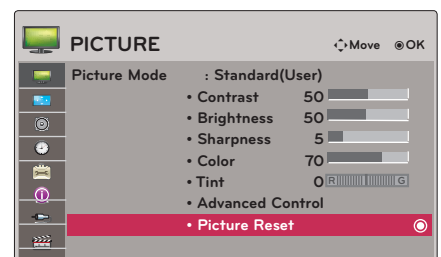 PICTURE Move ◉OK
Picture Mode : Standard(User)
• Contrast 50
• Brightness 50
• Sharpness 5
• Color 70
• Tint 0 R G
• Advanced Control
• Picture Reset